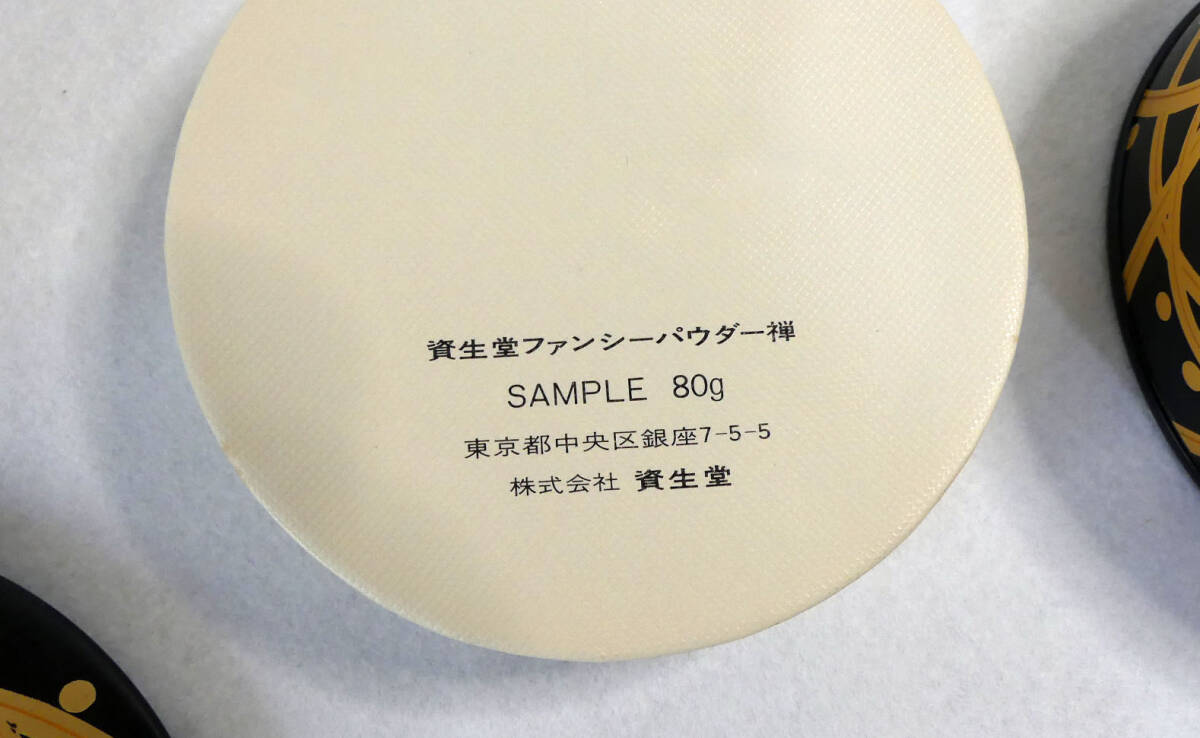 資生堂ファンシーパウダー禅
SAMPLE 80g
東京都中央区銀座7-5-5
株式会社 資生堂